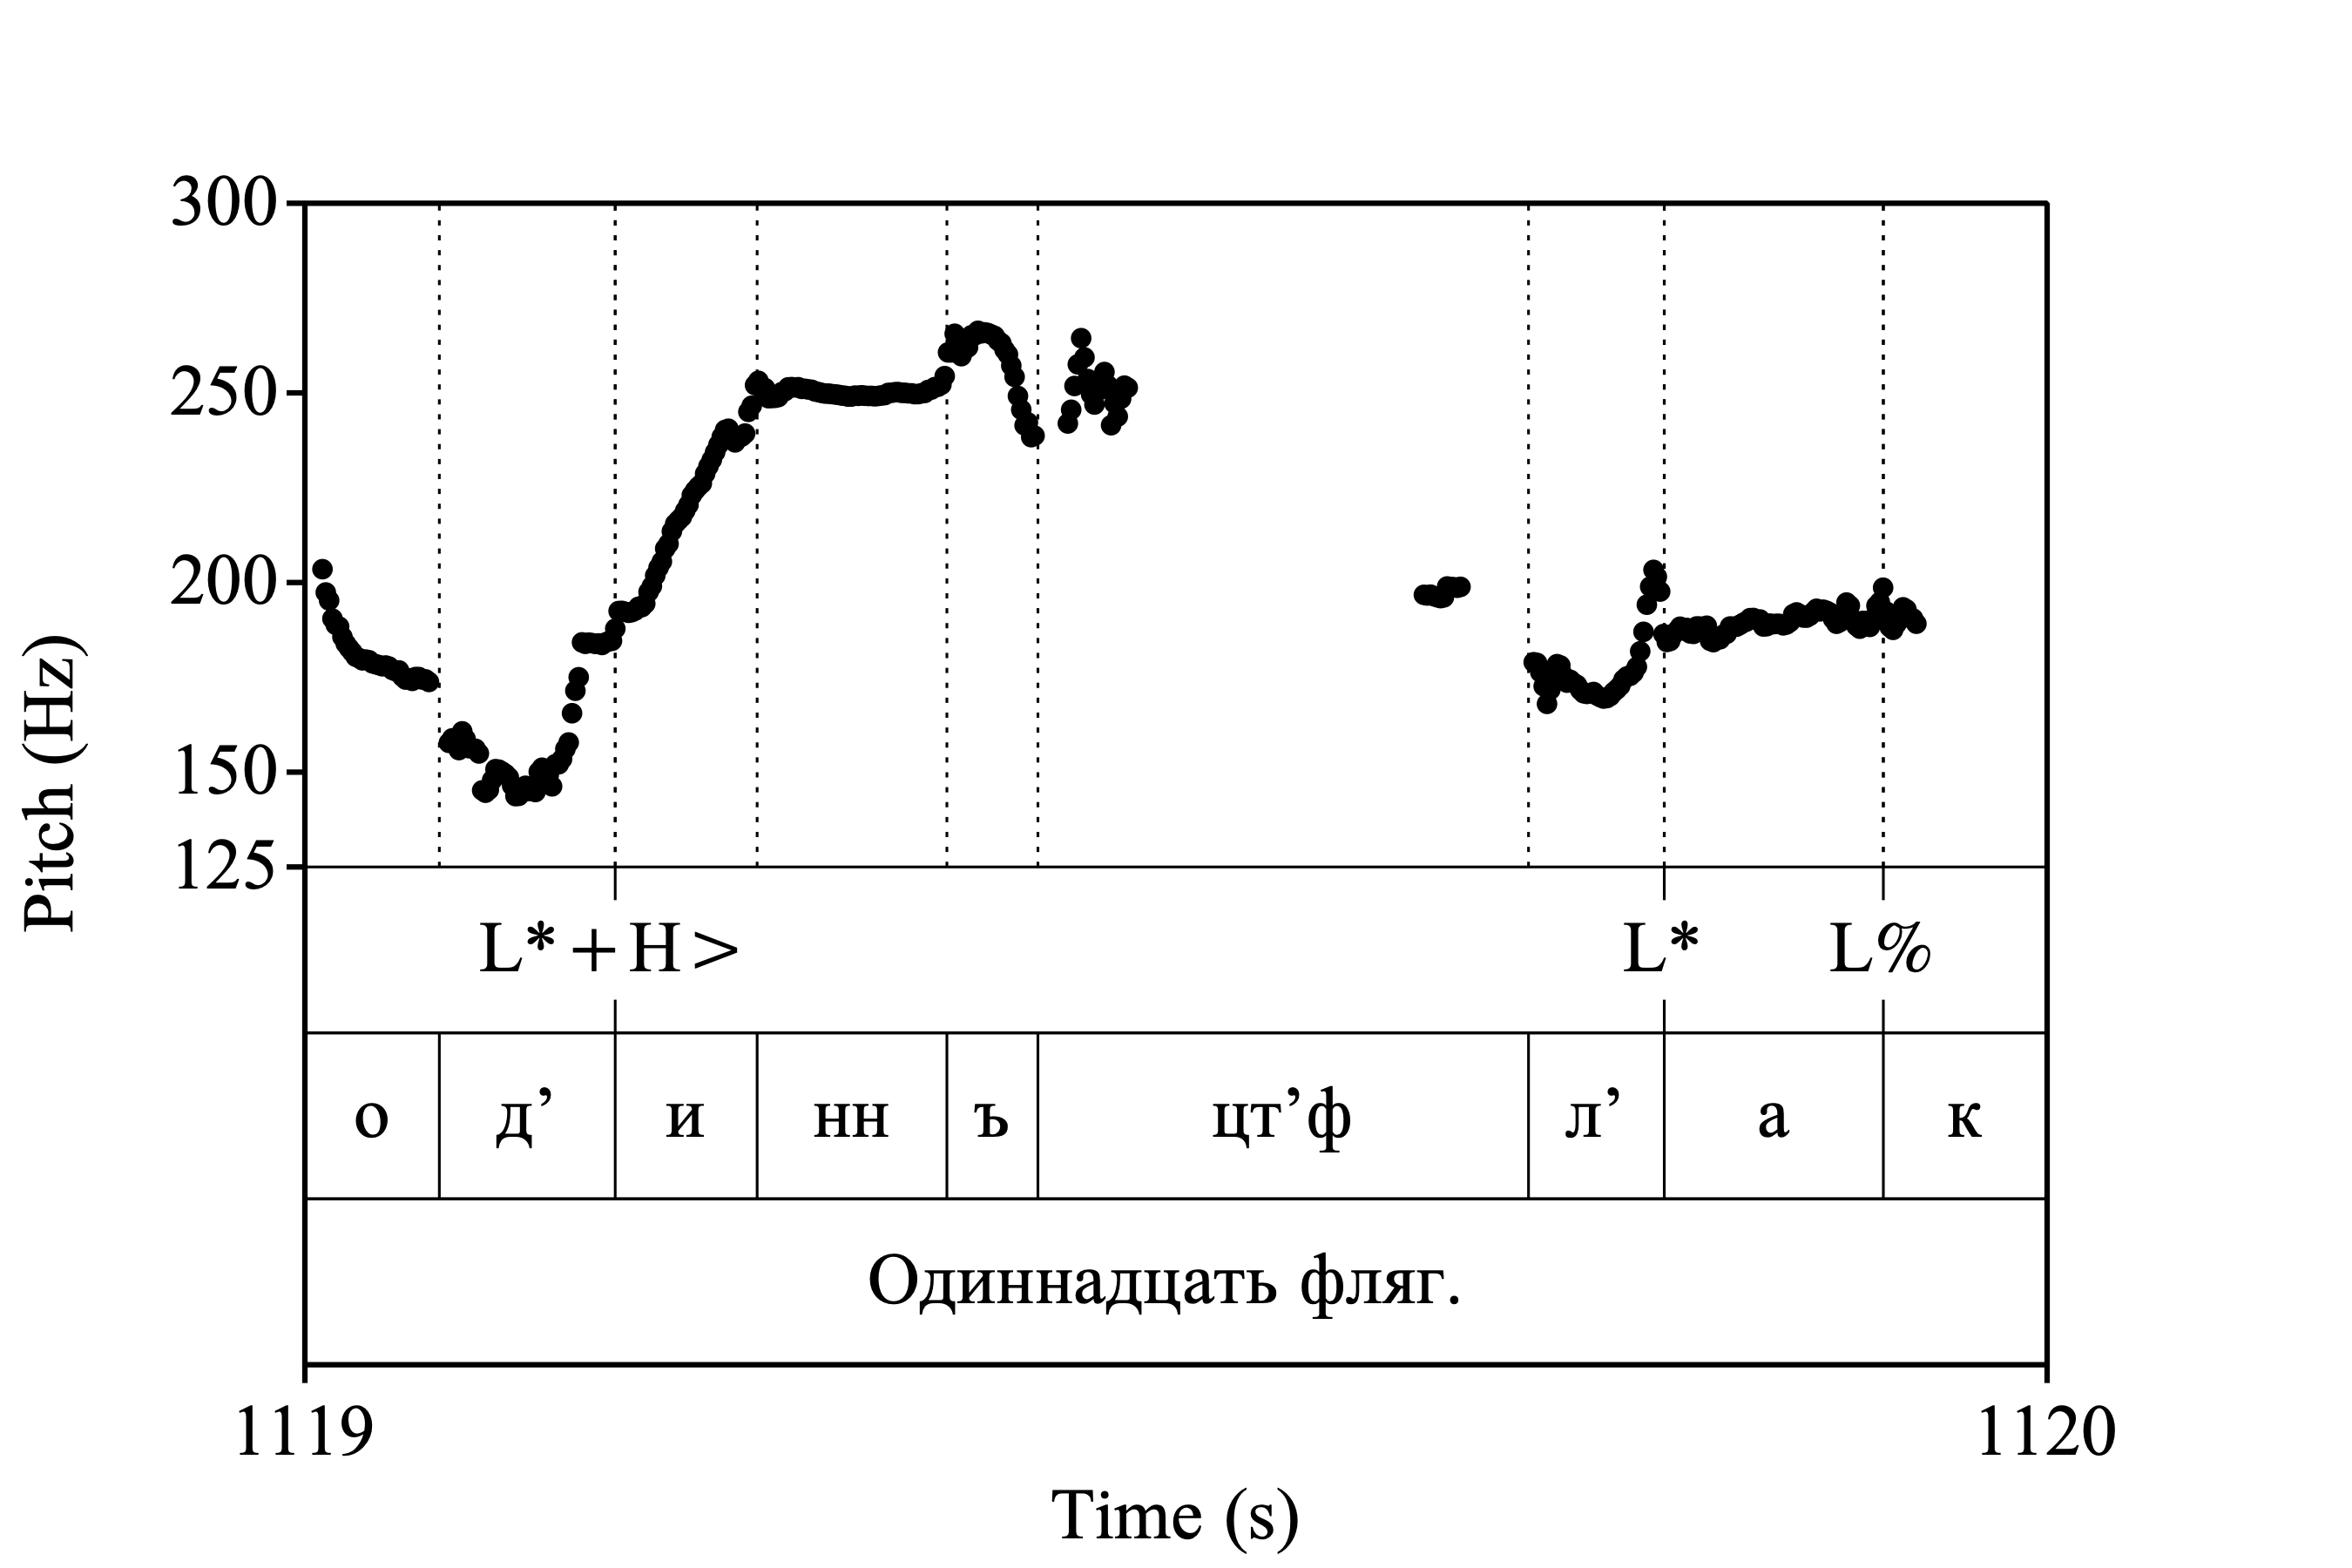 300
250
200
150
125
Pitch (Hz)
L*+H> L* L%
о д’ и нн ъ цт’ф л’ а к
Одиннадцать фляг.
1119 1120
Time (s)